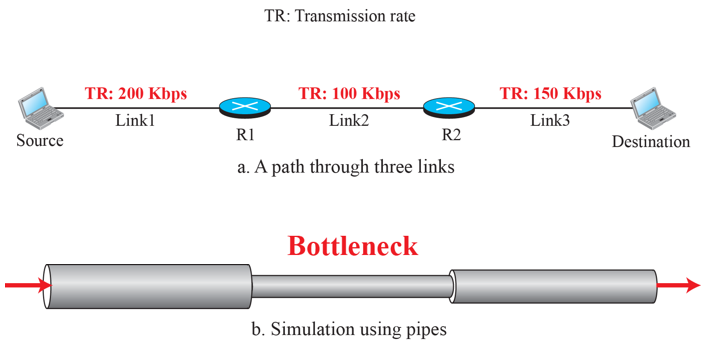 TR: Transmission rate
TR: 200 Kbps TR: 100 Kbps TR: 150 Kbps
Link1 Link2 Link3
Source R1 R2 Destination
a. A path through three links
Bottleneck
b. Simulation using pipes